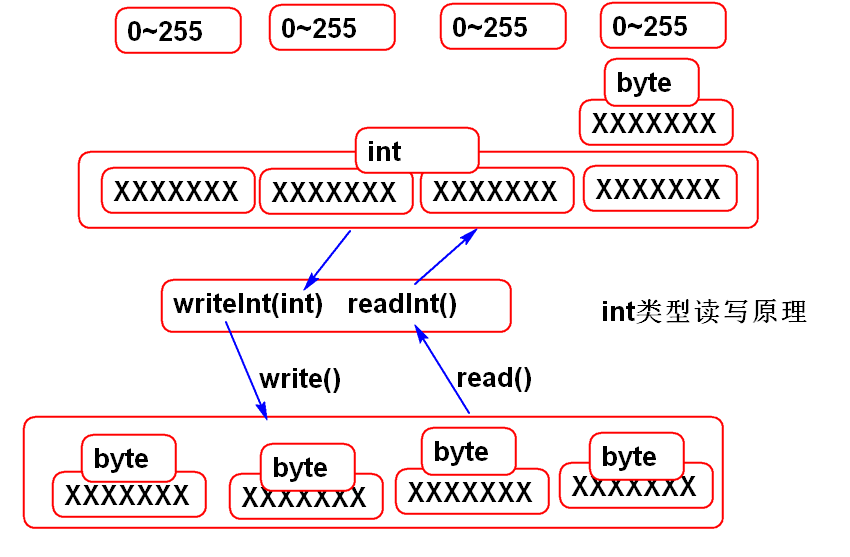 0~255 0~255 0~255 0~255
byte
XXXXXXX
int
XXXXXXX XXXXXXX XXXXXXX XXXXXXX
writeInt(int) readInt()
int类型读写原理
write() read()
byte byte byte byte
XXXXXXX XXXXXXX XXXXXXX XXXXXXX